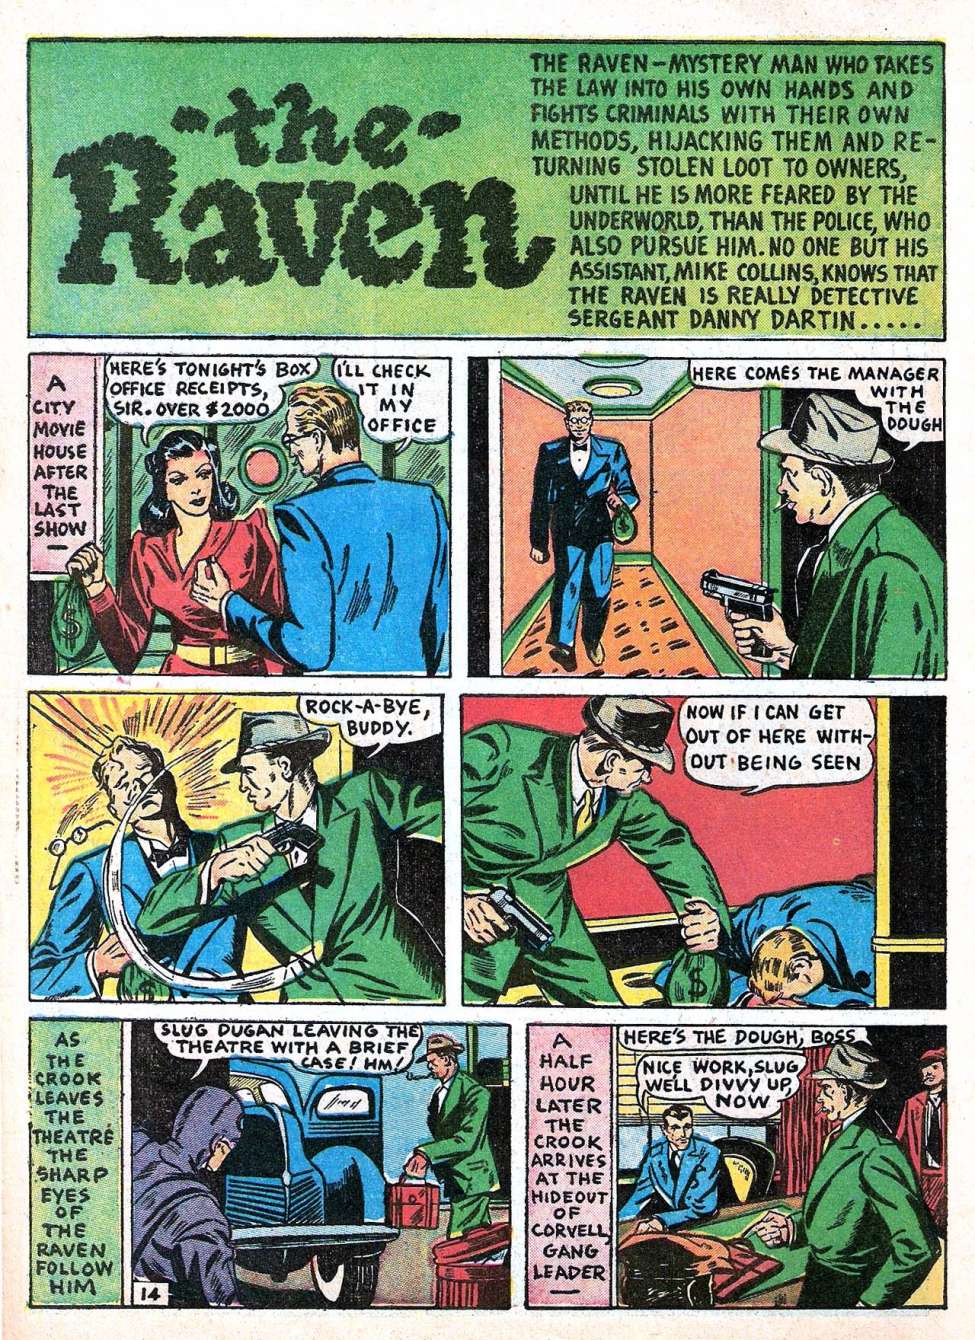 -the-
Raven
THE RAVEN—MYSTERY MAN WHO TAKES
THE LAW INTO HIS OWN HANDS AND
FIGHTS CRIMINALS WITH THEIR OWN
METHODS, HIJACKING THEM AND RE-
TURNING STOLEN LOOT TO OWNERS,
UNTIL HE IS MORE FEARED BY THE
UNDERWORLD, THAN THE POLICE, WHO
ALSO PURSUE HIM. NO ONE BUT HIS
ASSISTANT, MIKE COLLINS, KNOWS THAT
THE RAVEN IS REALLY DETECTIVE
SERGEANT DANNY DARTIN.....
A
CITY
MOVIE
HOUSE
AFTER
THE
LAST
SHOW
—
HERE'S TONIGHT'S BOX
OFFICE RECEIPTS,
SIR. OVER $2000
I'LL CHECK
IT IN
MY
OFFICE
$
HERE COMES THE MANAGER
WITH
THE
DOUGH
$
ROCK-A-BYE,
BUDDY.
$
NOW IF I CAN GET
OUT OF HERE WITH-
OUT BEING SEEN
$
AS
THE
CROOK
LEAVES
THE
THEATRE
THE
SHARP
EYES
OF
THE
RAVEN
FOLLOW
HIM
SLUG DUGAN LEAVING THE
THEATRE WITH A BRIEF
CASE! HM!
14
A
HALF
HOUR
LATER
THE
CROOK
ARRIVES
AT THE
HIDEOUT
OF
CORVELL,
GANG
LEADER
—
HERE'S THE DOUGH, BOSS
NICE WORK, SLUG
WE'LL DIVVY UP,
NOW